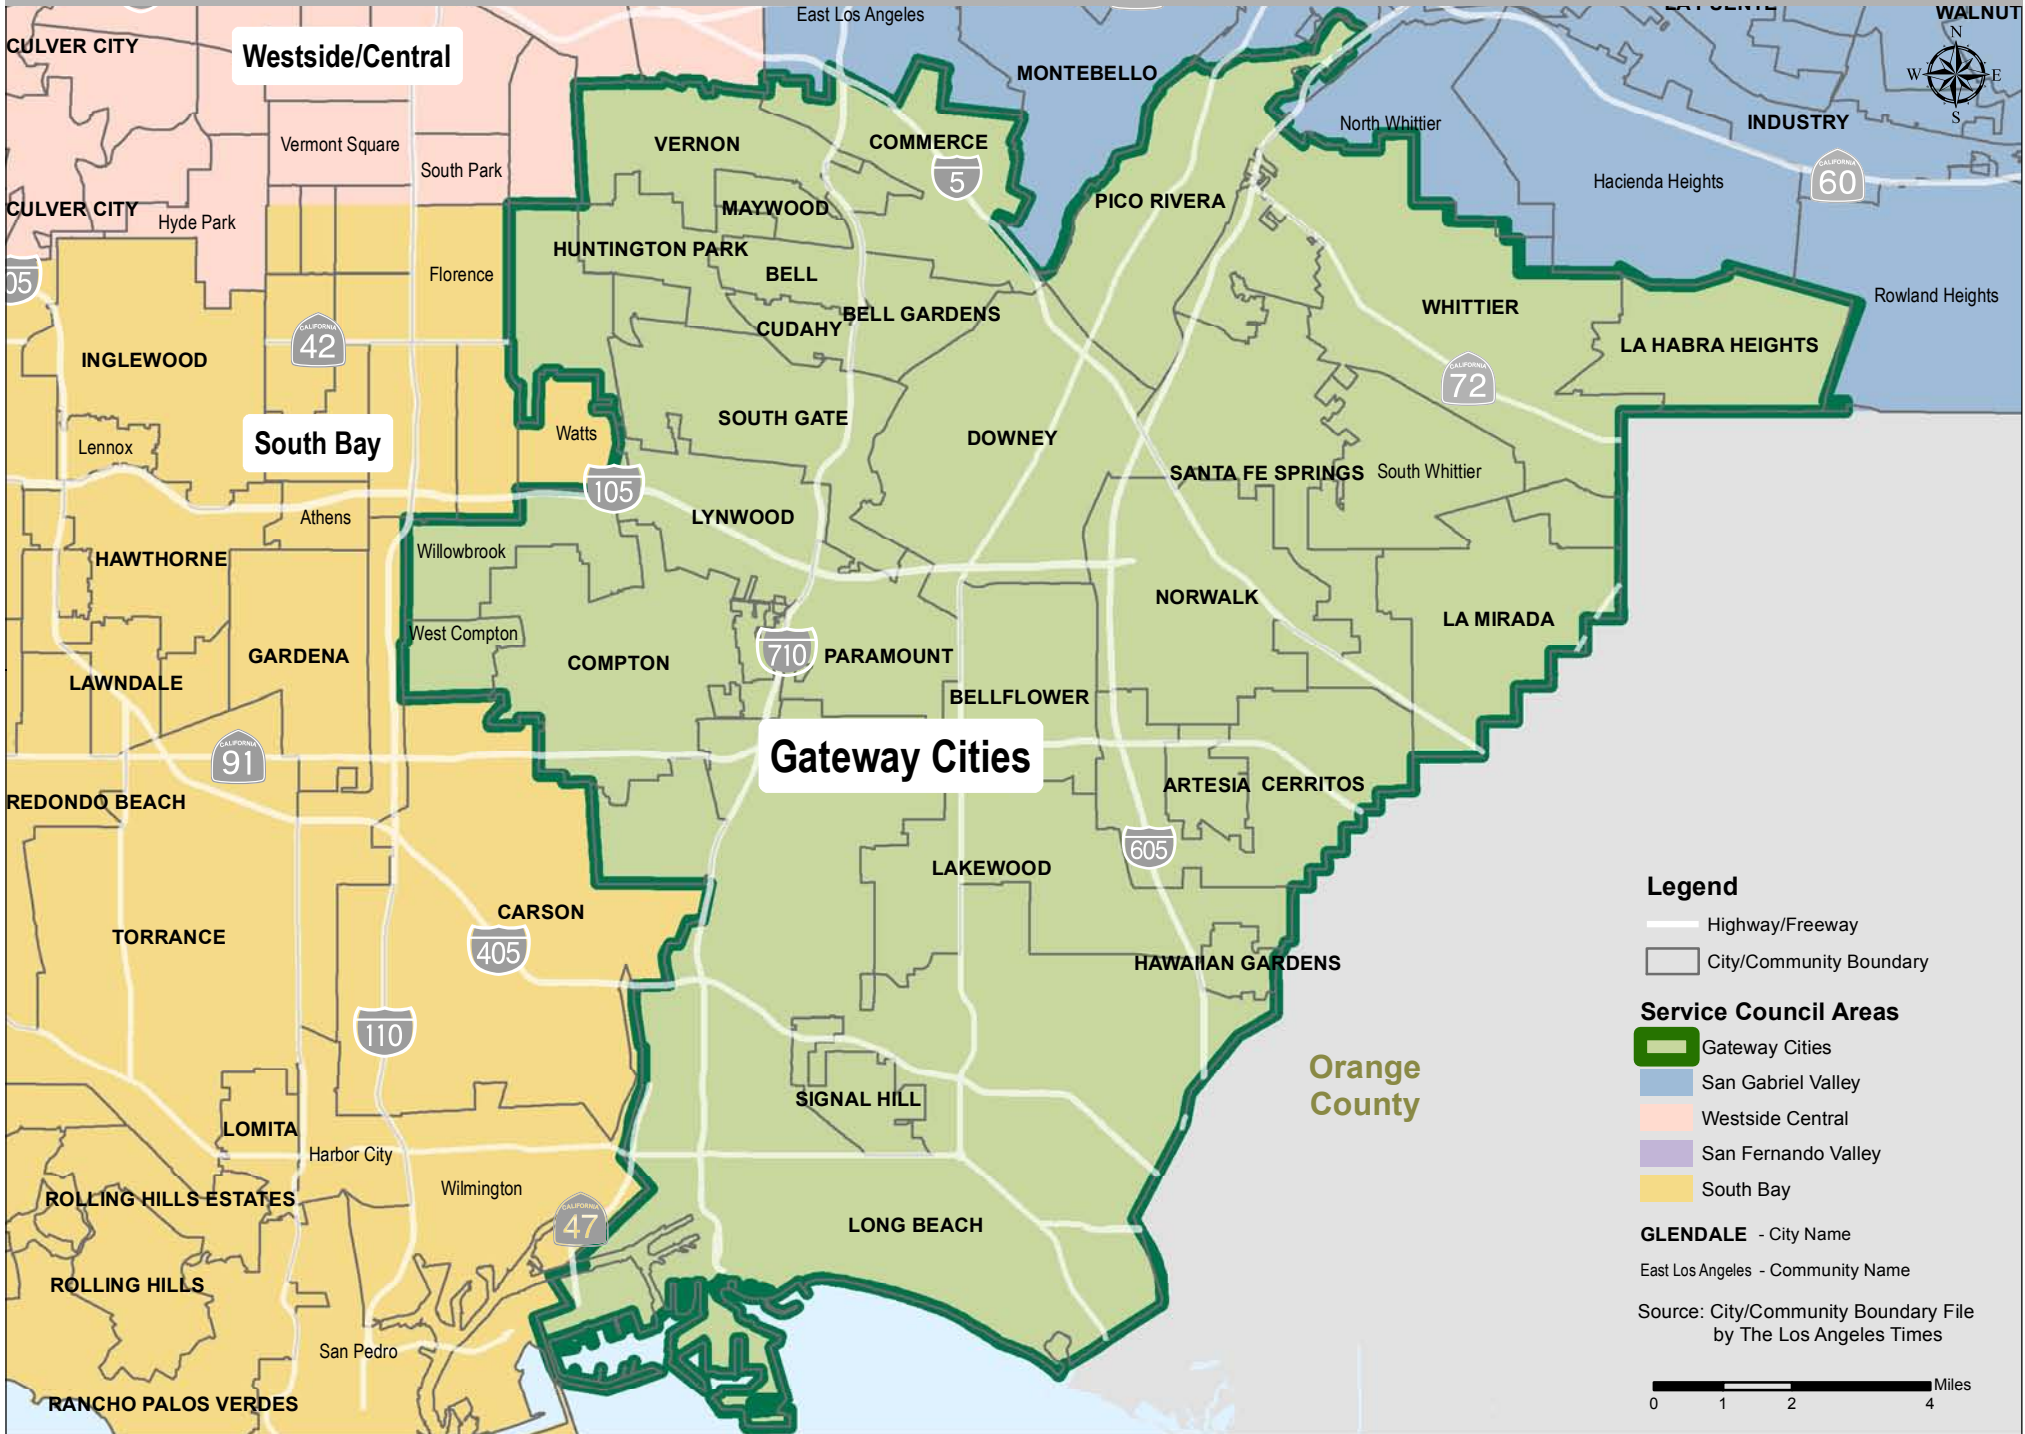 East Los Angeles
LA PUENTE
WALNUT
CULVER CITY
Westside/Central
N
W E
S
MONTEBELLO
North Whittier
INDUSTRY
Vermont Square
VERNON
COMMERCE
South Park
5
CALIFORNIA
60
Hacienda Heights
CULVER CITY
Hyde Park
MAYWOOD
PICO RIVERA
HUNTINGTON PARK
Florence
BELL
05
Rowland Heights
WHITTIER
BELL GARDENS
CUDAHY
CALIFORNIA
42
LA HABRA HEIGHTS
INGLEWOOD
CALIFORNIA
72
SOUTH GATE
Watts
South Bay
DOWNEY
Lennox
SANTA FE SPRINGS
South Whittier
105
Athens
LYNWOOD
Willowbrook
HAWTHORNE
NORWALK
LA MIRADA
West Compton
GARDENA
COMPTON
710
PARAMOUNT
LAWNDALE
BELLFLOWER
CALIFORNIA
91
Gateway Cities
ARTESIA
CERRITOS
REDONDO BEACH
605
LAKEWOOD
CARSON
TORRANCE
405
HAWAIIAN GARDENS
110
Orange
County
SIGNAL HILL
LOMITA
Harbor City
Wilmington
ROLLING HILLS ESTATES
CALIFORNIA
47
LONG BEACH
ROLLING HILLS
San Pedro
RANCHO PALOS VERDES
Legend
Highway/Freeway
City/Community Boundary
Service Council Areas
Gateway Cities
San Gabriel Valley
Westside Central
San Fernando Valley
South Bay
GLENDALE - City Name
East Los Angeles - Community Name
Source: City/Community Boundary File
by The Los Angeles Times
Miles
0 1 2 4